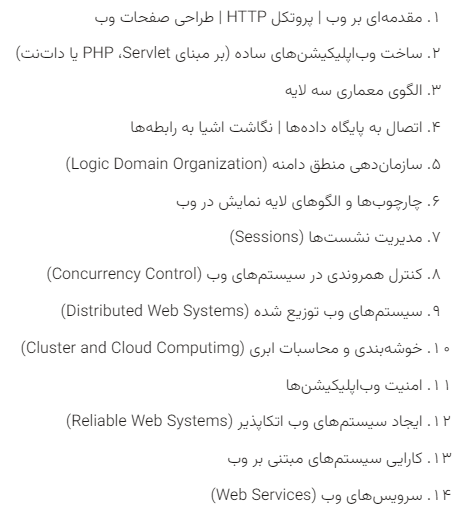 ۱. مقدمه‌ای بر وب | پروتکل HTTP | طراحی صفحات وب
۲. ساخت وب‌اپلیکیشن‌های ساده (بر مبنای PHP ،Servlet یا دات‌نت)
۳. الگوی معماری سه لایه
۴. اتصال به پایگاه داده‌ها | نگاشت اشیا به رابطه‌ها
۵. سازمان‌دهی منطق دامنه (Logic Domain Organization)
۶. چارچوب‌ها و الگوهای لایه نمایش در وب
۷. مدیریت نشست‌ها (Sessions)
۸. کنترل همروندی در سیستم‌های وب (Concurrency Control)
۹. سیستم‌های وب توزیع شده (Distributed Web Systems)
۱۰. خوشه‌بندی و محاسبات ابری (Cluster and Cloud Computimg)
۱۱. امنیت وب‌اپلیکیشن‌ها
۱۲. ایجاد سیستم‌های وب اتکاپذیر (Reliable Web Systems)
۱۳. کارایی سیستم‌های مبتنی بر وب
۱۴. سرویس‌های وب (Web Services)